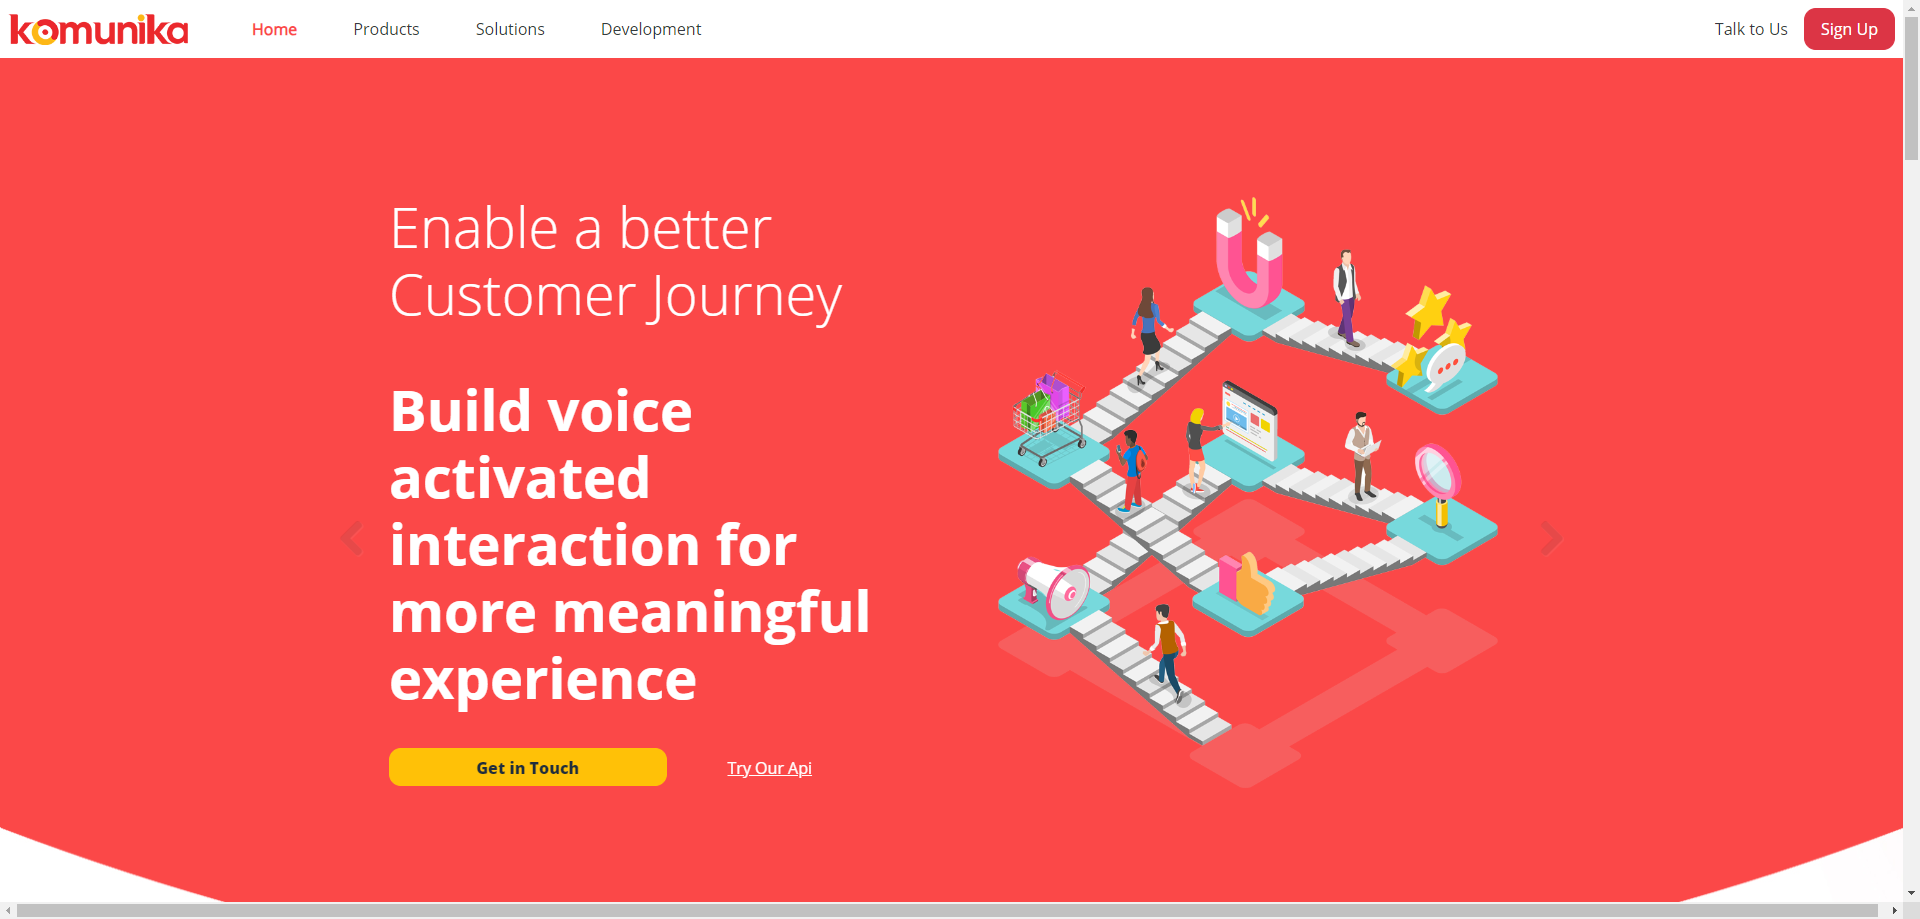 komunika
Home
Products
Solutions
Development
Talk to Us
Sign Up
Enable a better
Customer Journey
Build voice
activated
interaction for
more meaningful
experience
Get in Touch
Try Our Api